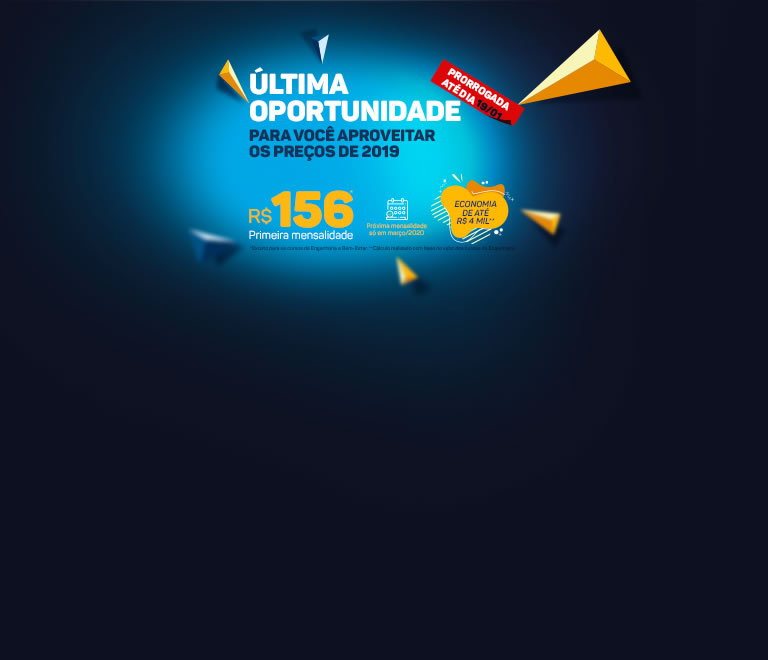 ÚLTIMA
OPORTUNIDADE
PRORROGADA
ATÉ DIA 19/01
PARA VOCÊ APROVEITAR
OS PREÇOS DE 2019
R$156*
Primeira mensalidade
Próxima mensalidade
só em março/2020
ECONOMIA
DE ATÉ
R$ 4 MIL**